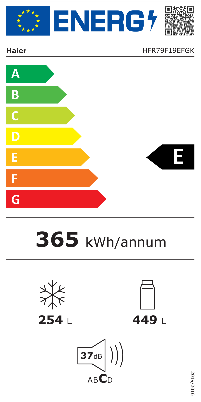 ENERG
Haier
HFR79F19EFGK
A
B
C
D
E
F
G
E
365 kWh/annum
254 L
449 L
37dB
ABCD